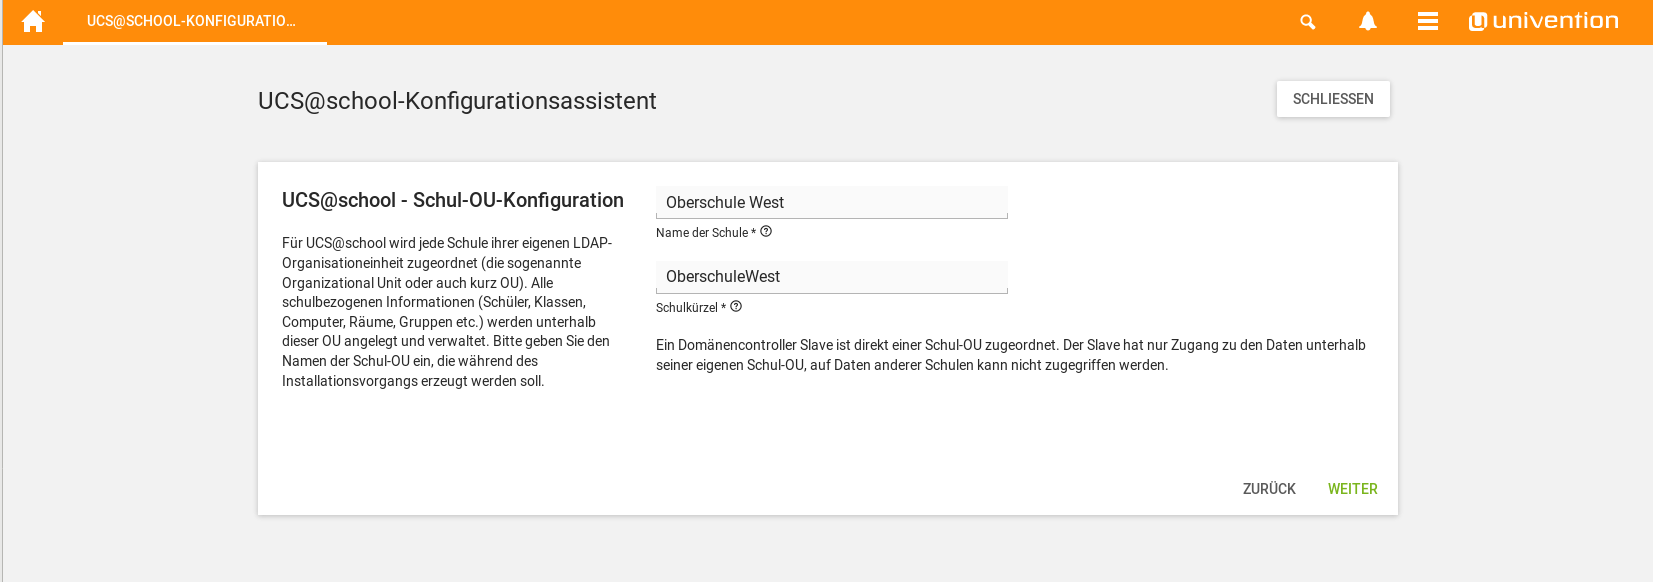 UCS@SCHOOL-KONFIGURATIO...
univention
UCS@school-Konfigurationsassistent
SCHLIESSEN
UCS@school - Schul-OU-Konfiguration
Für UCS@school wird jede Schule ihrer eigenen LDAP-
Organisationeinheit zugeordnet (die sogenannte
Organizational Unit oder auch kurz OU). Alle
schulbezogenen Informationen (Schüler, Klassen,
Computer, Räume, Gruppen etc.) werden unterhalb
dieser OU angelegt und verwaltet. Bitte geben Sie den
Namen der Schul-OU ein, die während des
Installationsvorgangs erzeugt werden soll.
Oberschule West
Name der Schule *
OberschuleWest
Schulkürzel *
Ein Domänencontroller Slave ist direkt einer Schul-OU zugeordnet. Der Slave hat nur Zugang zu den Daten unterhalb
seiner eigenen Schul-OU, auf Daten anderer Schulen kann nicht zugegriffen werden.
ZURÜCK
WEITER